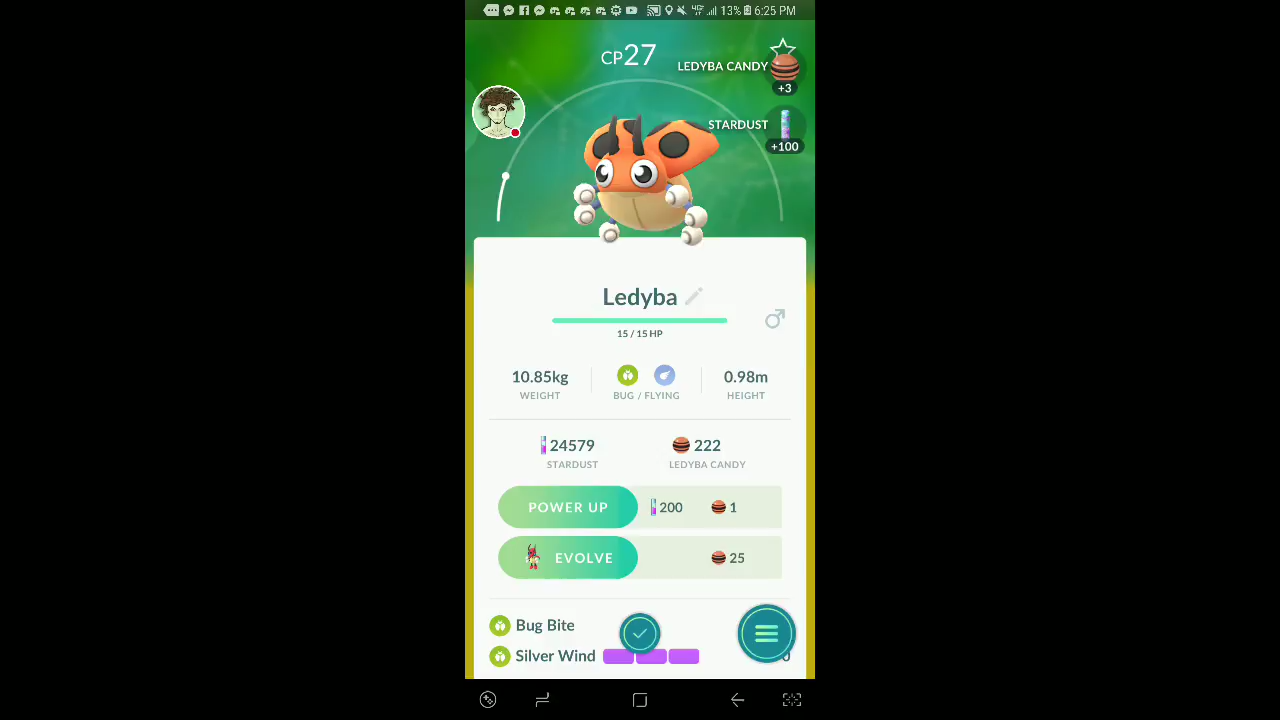 13% 6:25 PM
CP27
LEDYBA CANDY
+3
STARDUST
+100
Ledyba
15 / 15 HP
10.85kg
WEIGHT
BUG / FLYING
0.98m
HEIGHT
24579
STARDUST
222
LEDYBA CANDY
POWER UP 200 1
EVOLVE 25
Bug Bite
Silver Wind